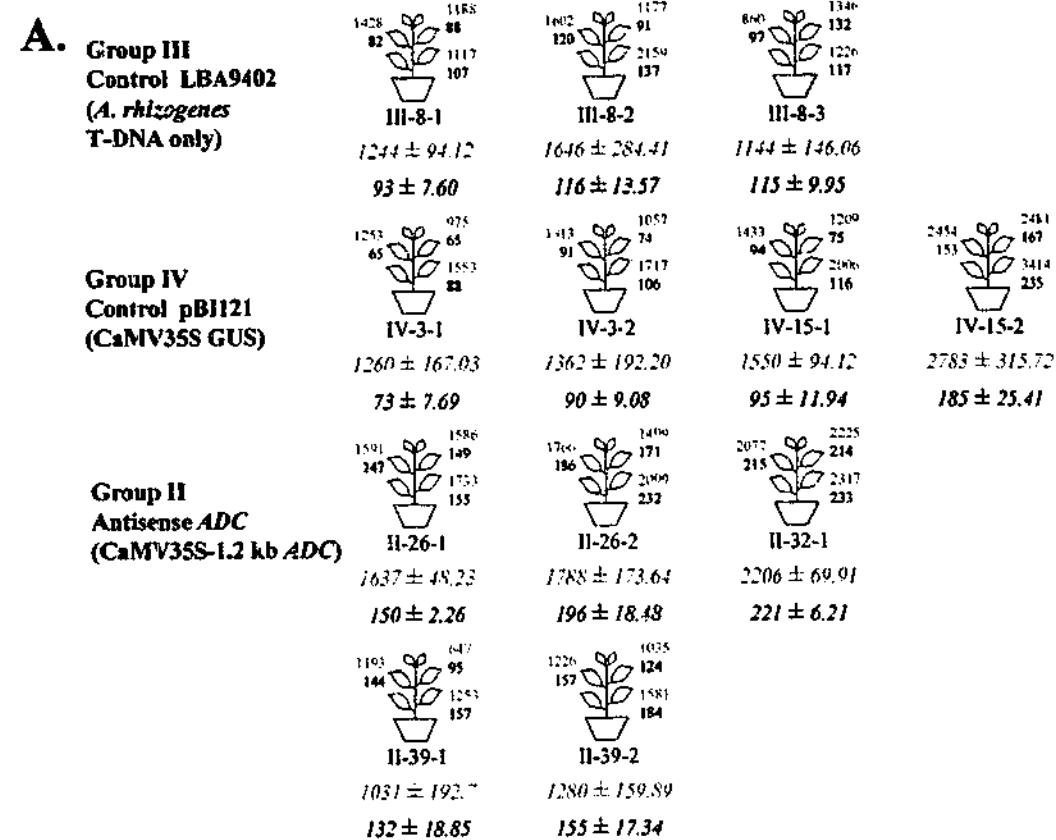 A.
Group III
Control LBA9402
(A. rhizogenes
T-DNA only)
1428 1188
82 88
1117
107
III-8-1
1244 ± 94.12
93 ± 7.60
1602 1177
120 91
2159
137
III-8-2
1646 ± 284.41
116 ± 13.57
860 1346
97 132
1226
117
III-8-3
1144 ± 146.06
115 ± 9.95
Group IV
Control pBI121
(CaMV35S GUS)
1253 975
65 65
1553
82
IV-3-1
1260 ± 167.03
73 ± 7.69
1313 1057
91 74
1717
106
IV-3-2
1362 ± 192.20
90 ± 9.08
1433 1209
94 75
2006
116
IV-15-1
1550 ± 94.12
95 ± 11.94
2454 2481
153 167
3414
235
IV-15-2
2783 ± 315.72
185 ± 25.41
Group II
Antisense ADC
(CaMV35S-1.2 kb ADC)
1591 1586
149
1733
155
II-26-1
1637 ± 48.23
150 ± 2.26
1766 1499
186 171
2099
232
II-26-2
1788 ± 173.64
196 ± 18.48
2077 2225
215 214
2317
233
II-32-1
2206 ± 69.91
221 ± 6.21
1193 647
144 95
1253
157
II-39-1
1031 ± 192.7
132 ± 18.85
1226 1035
157 124
1581
184
II-39-2
1280 ± 159.89
155 ± 17.34